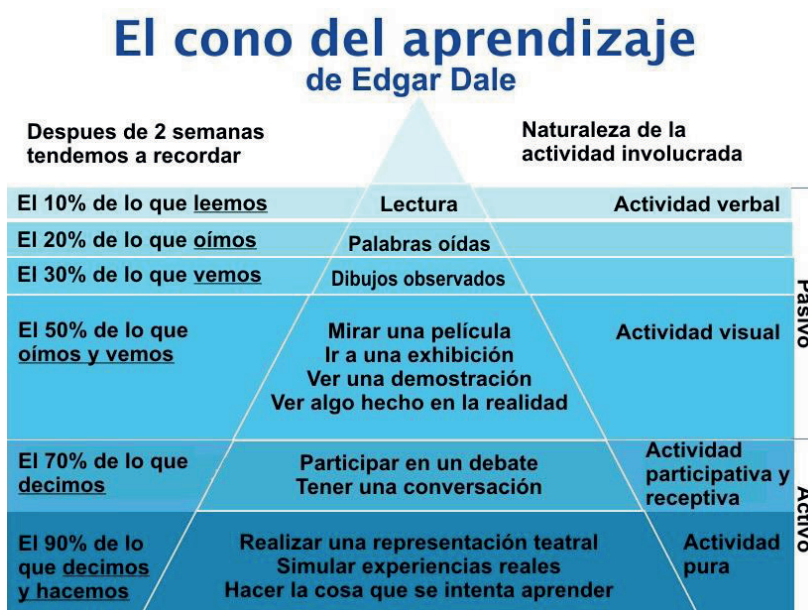 El cono del aprendizaje
de Edgar Dale
Despues de 2 semanas
tendemos a recordar
Naturaleza de la
actividad involucrada
El 10% de lo que leemos
Lectura
Actividad verbal
El 20% de lo que oímos
Palabras oídas
El 30% de lo que vemos
Dibujos observados
El 50% de lo que
oímos y vemos
Mirar una película
Ir a una exhibición
Ver una demostración
Ver algo hecho en la realidad
Actividad visual
Pasivo
El 70% de lo que
decimos
Participar en un debate
Tener una conversación
Actividad
participativa y
receptiva
El 90% de lo
que decimos
y hacemos
Realizar una representación teatral
Simular experiencias reales
Hacer la cosa que se intenta aprender
Actividad
pura
Activo